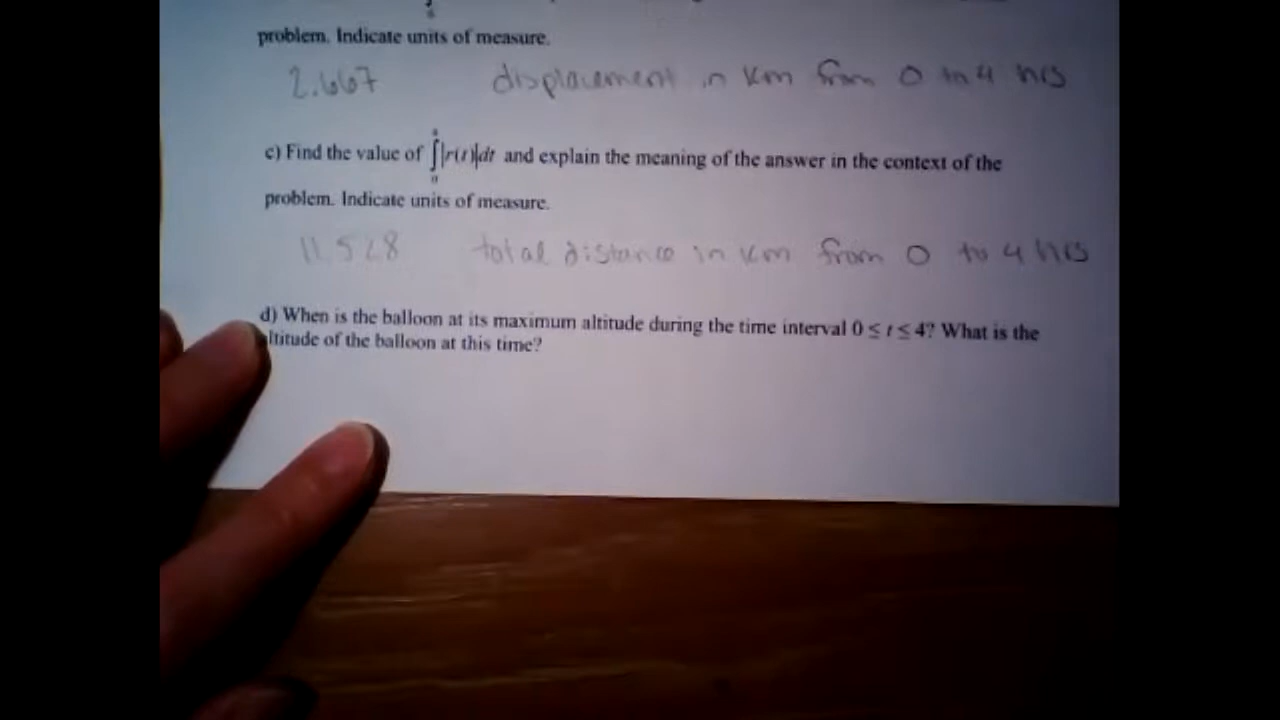 problem. Indicate units of measure.
2.667 displacement in km from 0 to 4 hrs
c) Find the value of ∫|r(t)|dt and explain the meaning of the answer in the context of the
problem. Indicate units of measure.
11.528 total distance in km from 0 to 4 hrs
d) When is the balloon at its maximum altitude during the time interval 0 ≤ t ≤ 4? What is the
ltitude of the balloon at this time?